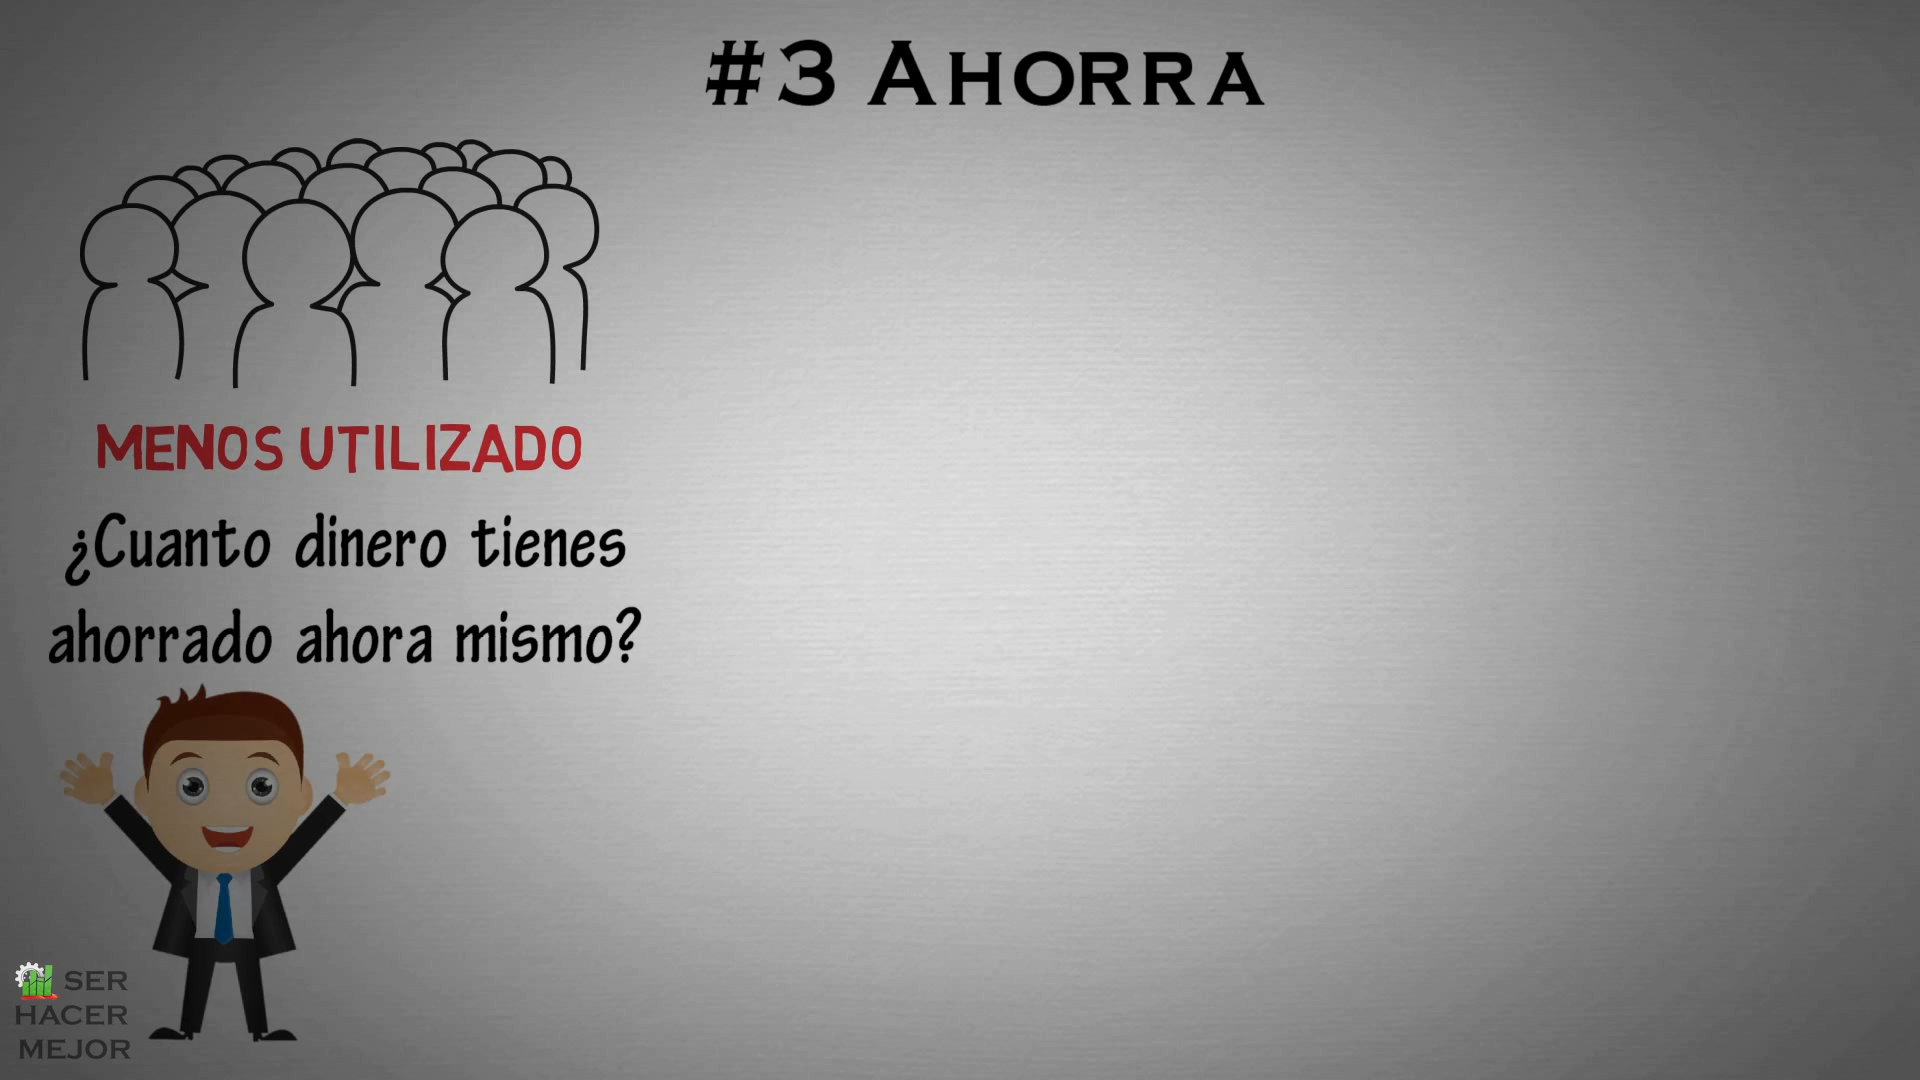 #3 AHORRA
MENOS UTILIZADO
¿Cuanto dinero tienes
ahorrado ahora mismo?
SER
HACER
MEJOR